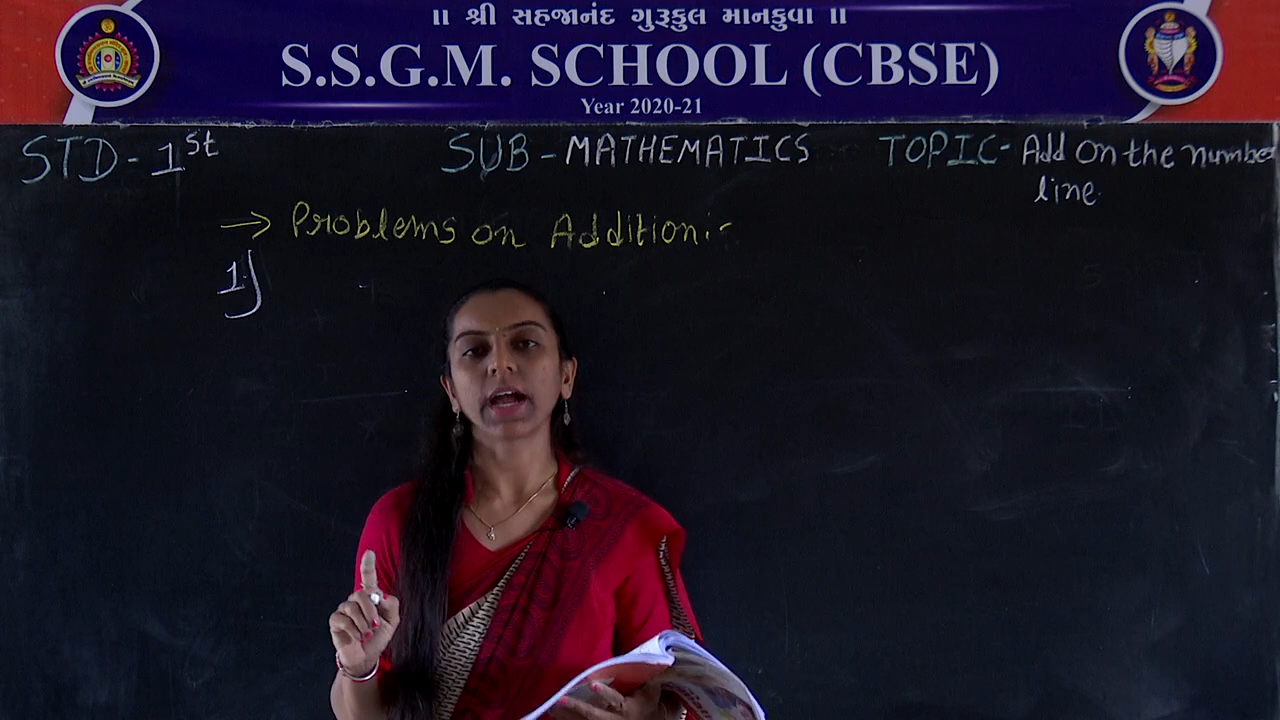 ॥ શ્રી સહજાનંદ ગુરુકુલ માનકુવા ॥
S.S.G.M. SCHOOL (CBSE)
Year 2020-21
STD - 1st SUB - MATHEMATICS TOPIC - Add on the number
line.
→ Problems on Addition:-
1)